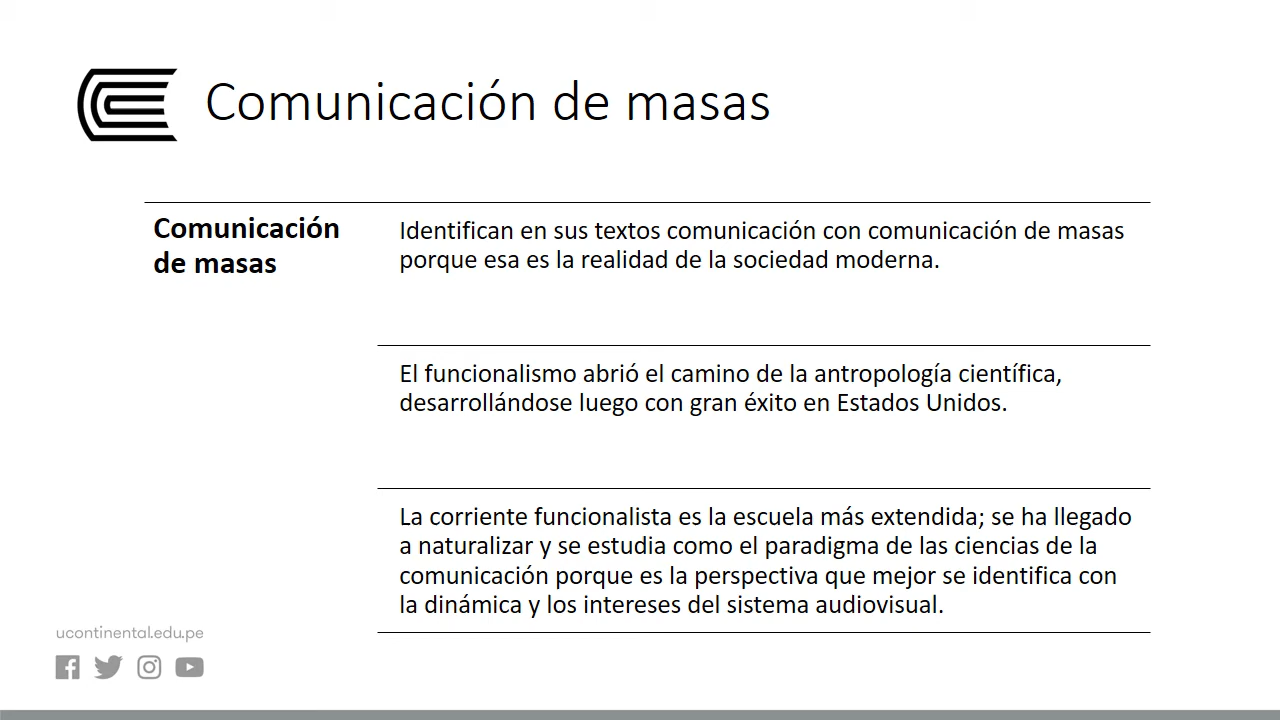 Comunicación de masas
Comunicación
de masas
Identifican en sus textos comunicación con comunicación de masas
porque esa es la realidad de la sociedad moderna.
El funcionalismo abrió el camino de la antropología científica,
desarrollándose luego con gran éxito en Estados Unidos.
La corriente funcionalista es la escuela más extendida; se ha llegado
a naturalizar y se estudia como el paradigma de las ciencias de la
comunicación porque es la perspectiva que mejor se identifica con
la dinámica y los intereses del sistema audiovisual.
ucontinental.edu.pe